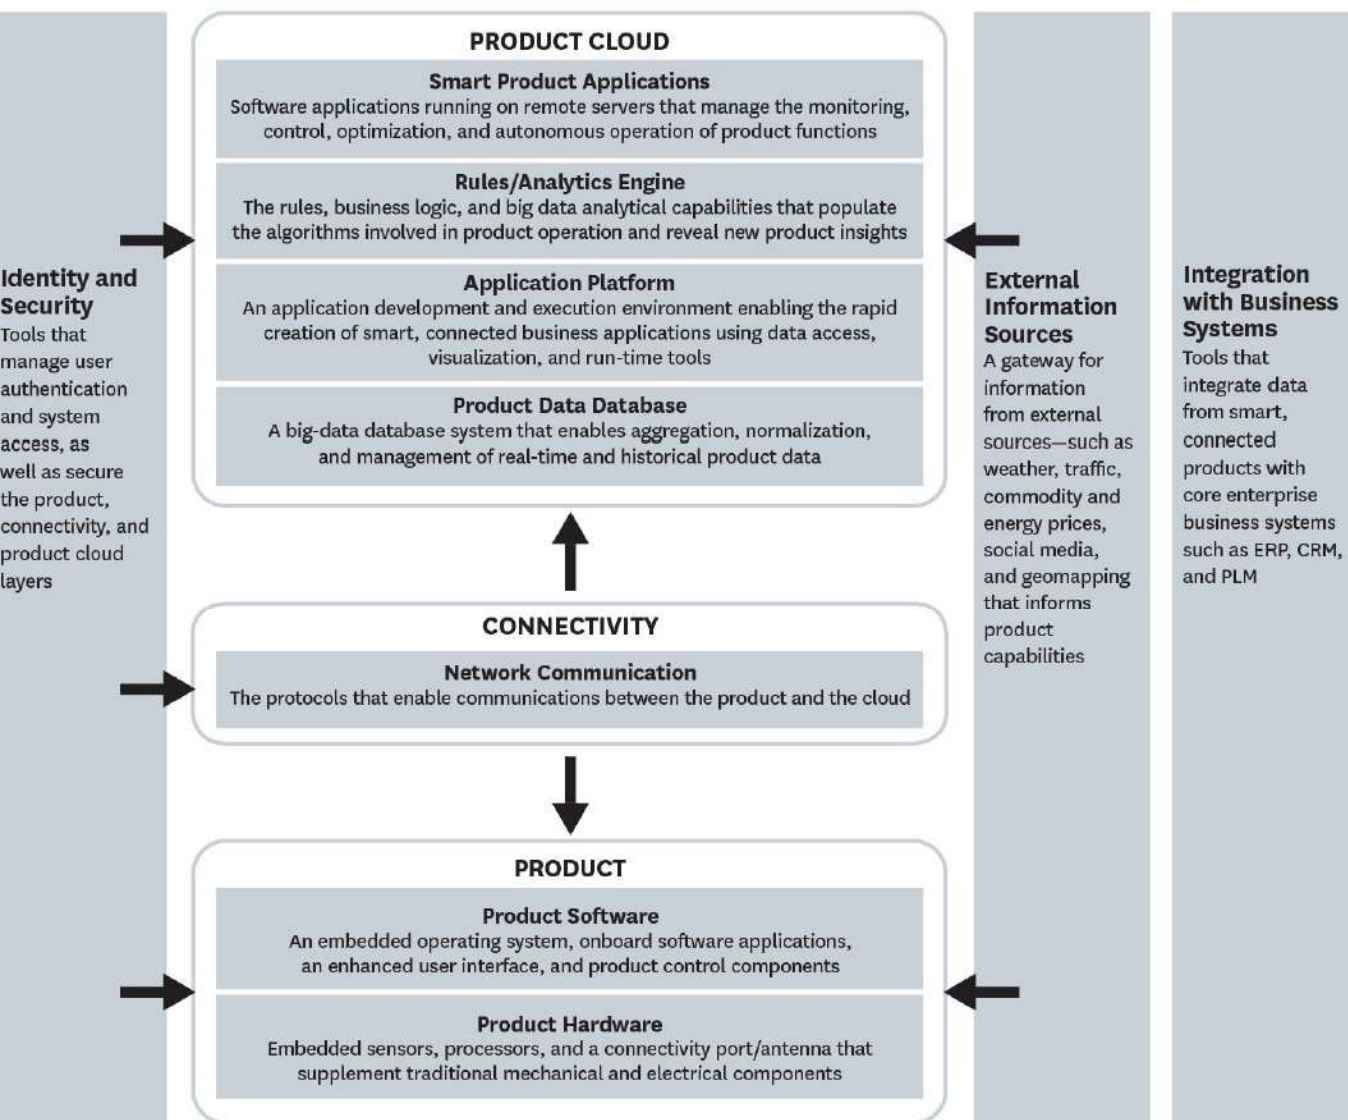 PRODUCT CLOUD
Smart Product Applications
Software applications running on remote servers that manage the monitoring,
control, optimization, and autonomous operation of product functions
Rules/Analytics Engine
The rules, business logic, and big data analytical capabilities that populate
the algorithms involved in product operation and reveal new product insights
Application Platform
An application development and execution environment enabling the rapid
creation of smart, connected business applications using data access,
visualization, and run-time tools
Product Data Database
A big-data database system that enables aggregation, normalization,
and management of real-time and historical product data
CONNECTIVITY
Network Communication
The protocols that enable communications between the product and the cloud
PRODUCT
Product Software
An embedded operating system, onboard software applications,
an enhanced user interface, and product control components
Product Hardware
Embedded sensors, processors, and a connectivity port/antenna that
supplement traditional mechanical and electrical components
Identity and
Security
Tools that
manage user
authentication
and system
access, as
well as secure
the product,
connectivity, and
product cloud
layers
External
Information
Sources
A gateway for
information
from external
sources—such as
weather, traffic,
commodity and
energy prices,
social media,
and geomapping
that informs
product
capabilities
Integration
with Business
Systems
Tools that
integrate data
from smart,
connected
products with
core enterprise
business systems
such as ERP, CRM,
and PLM